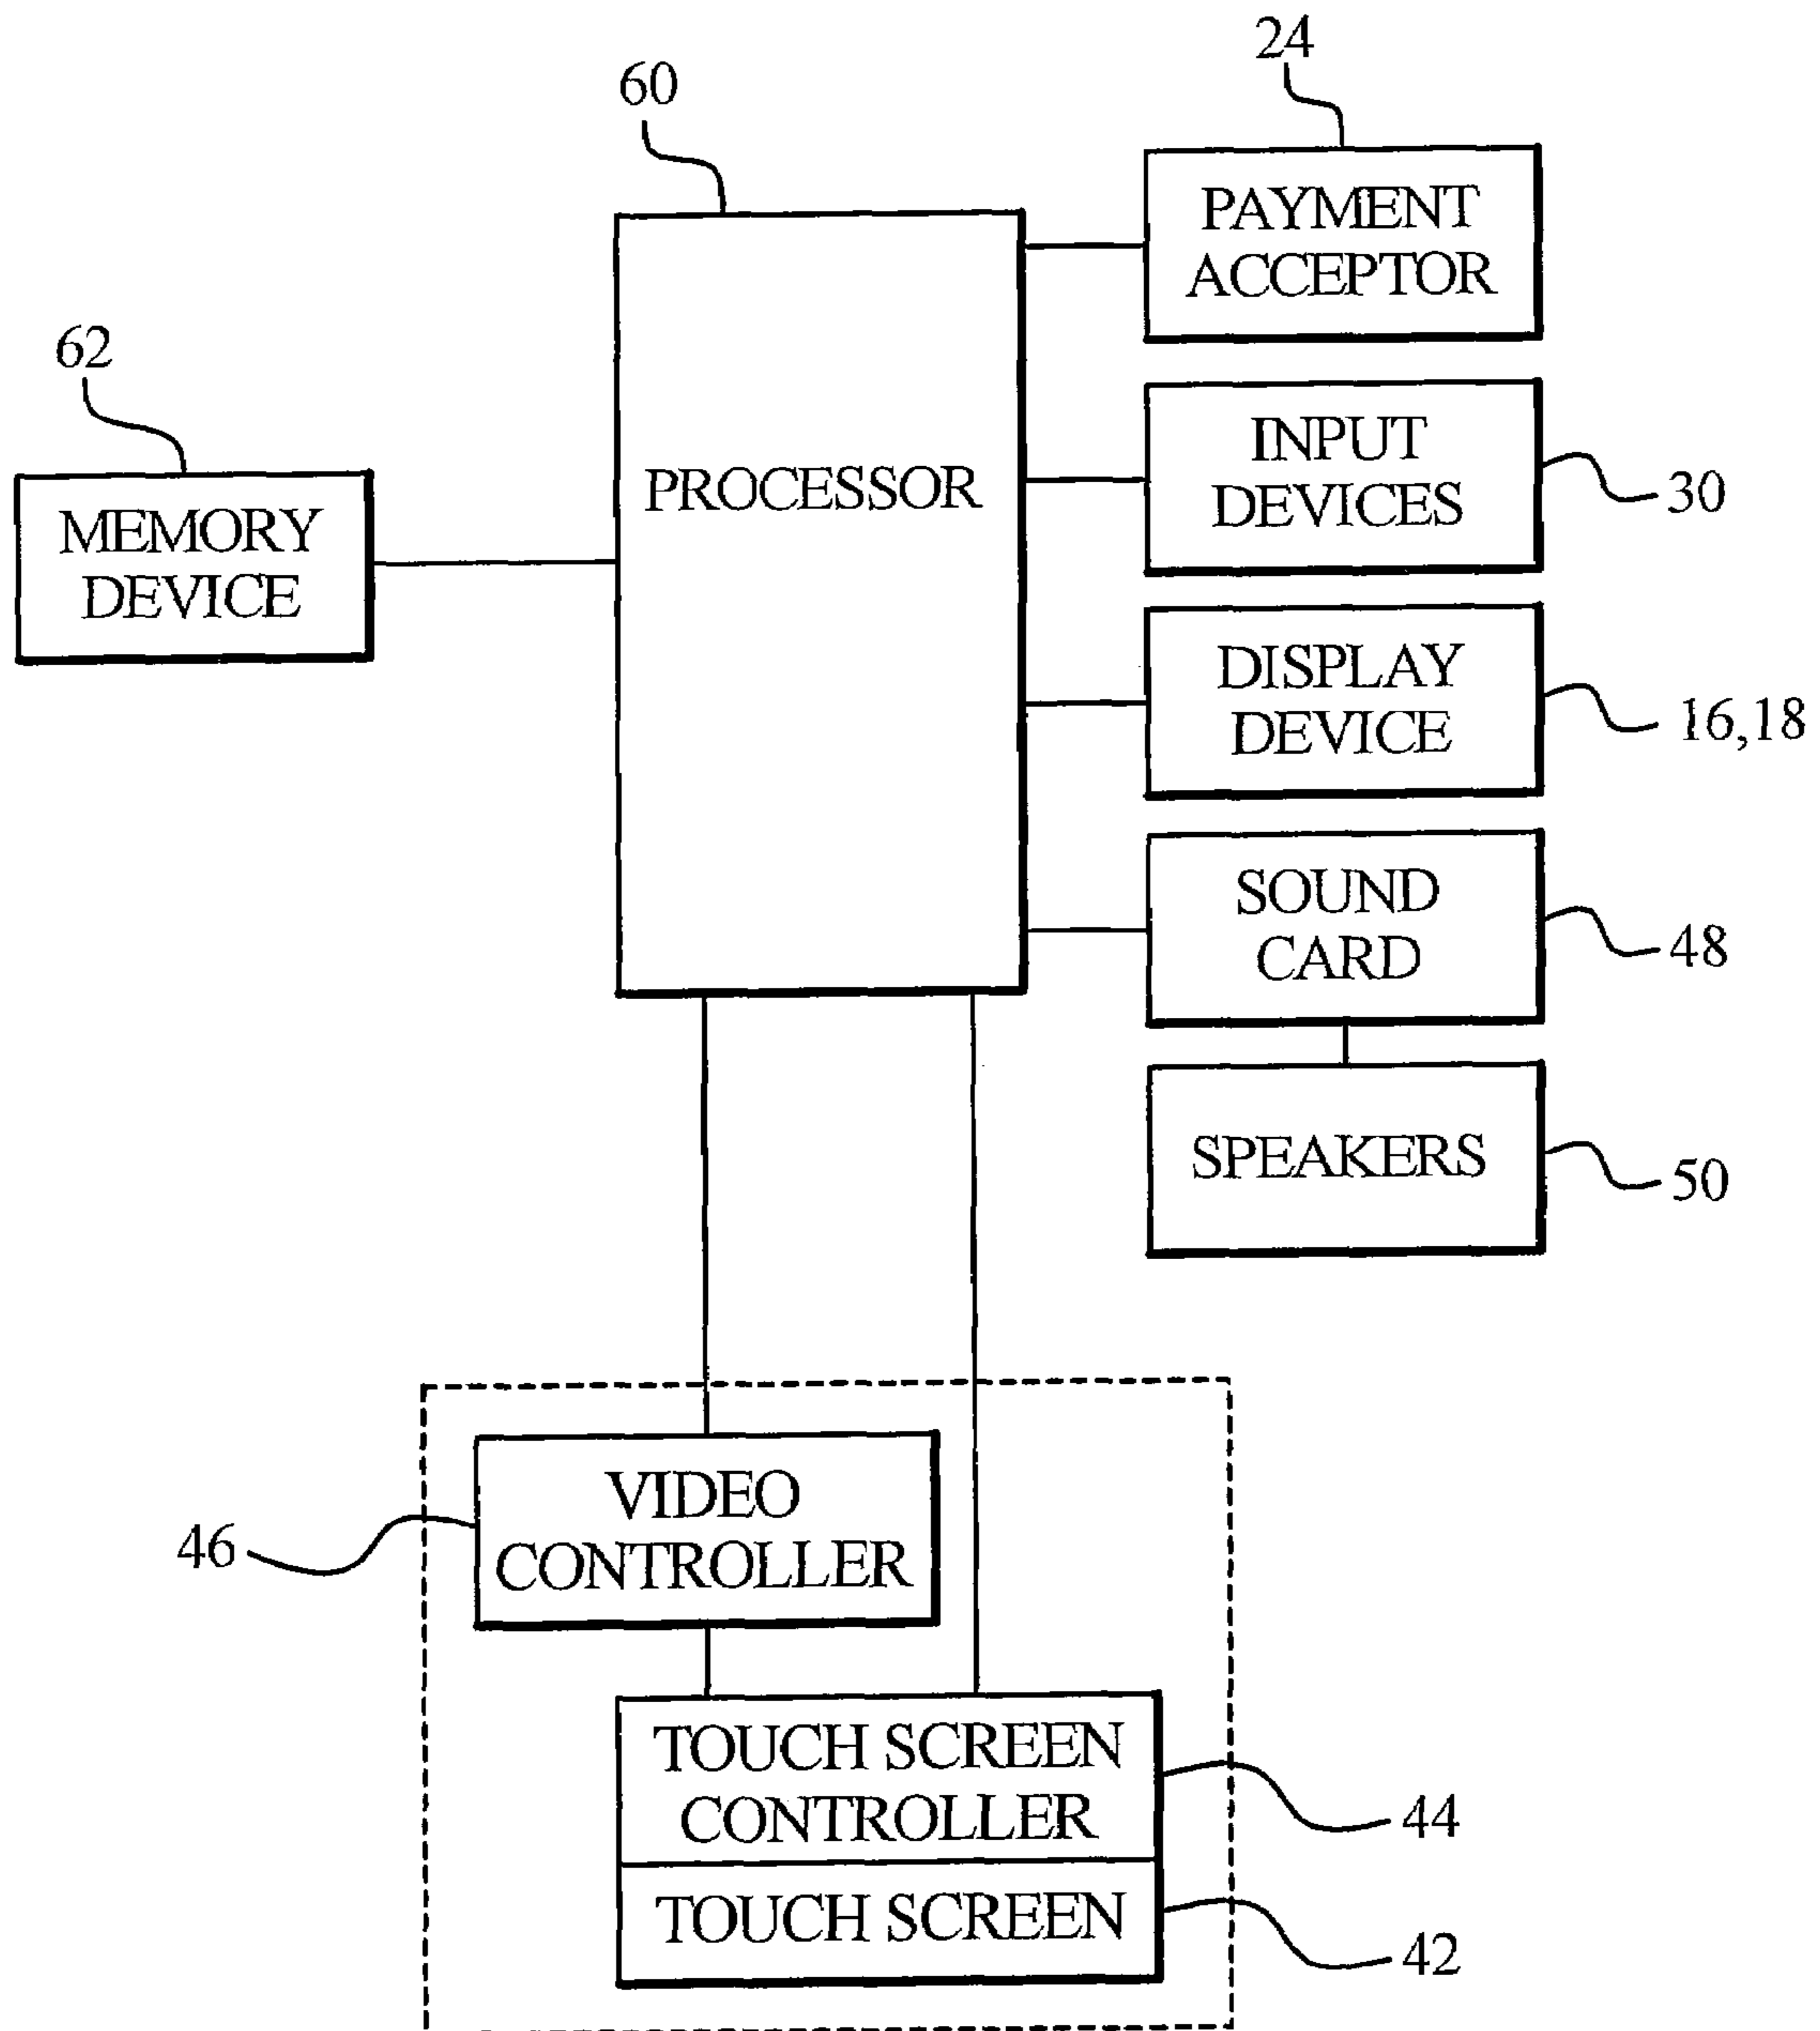 24
60
PAYMENT
ACCEPTOR
62
INPUT
DEVICES
30
PROCESSOR
MEMORY
DEVICE
DISPLAY
DEVICE
16,18
SOUND
CARD
48
SPEAKERS
50
VIDEO
CONTROLLER
46
TOUCH SCREEN
CONTROLLER
44
TOUCH SCREEN
42